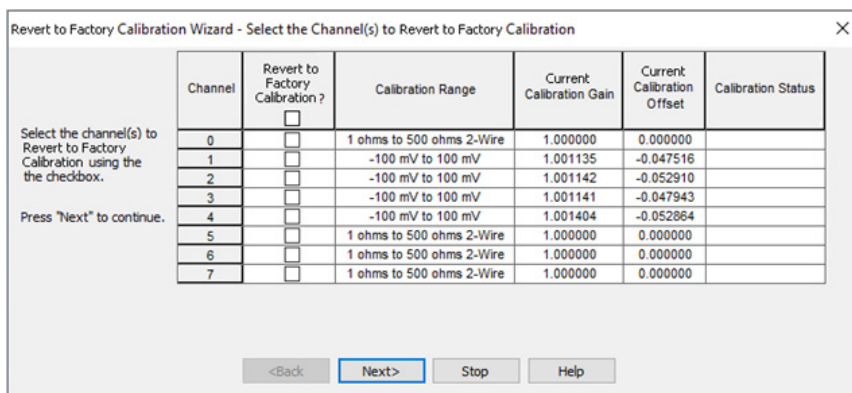 Revert to Factory Calibration Wizard - Select the Channel(s) to Revert to Factory Calibration
Select the channel(s) to
Revert to Factory
Calibration using the
the checkbox.
Press "Next" to continue.
Channel
Revert to
Factory
Calibration ?
Calibration Range
Current
Calibration Gain
Current
Calibration
Offset
Calibration Status
0 1 ohms to 500 ohms 2-Wire 1.000000 0.000000
1 -100 mV to 100 mV 1.001135 -0.047516
2 -100 mV to 100 mV 1.001142 -0.052910
3 -100 mV to 100 mV 1.001141 -0.047943
4 -100 mV to 100 mV 1.001404 -0.052864
5 1 ohms to 500 ohms 2-Wire 1.000000 0.000000
6 1 ohms to 500 ohms 2-Wire 1.000000 0.000000
7 1 ohms to 500 ohms 2-Wire 1.000000 0.000000
<Back Next> Stop Help